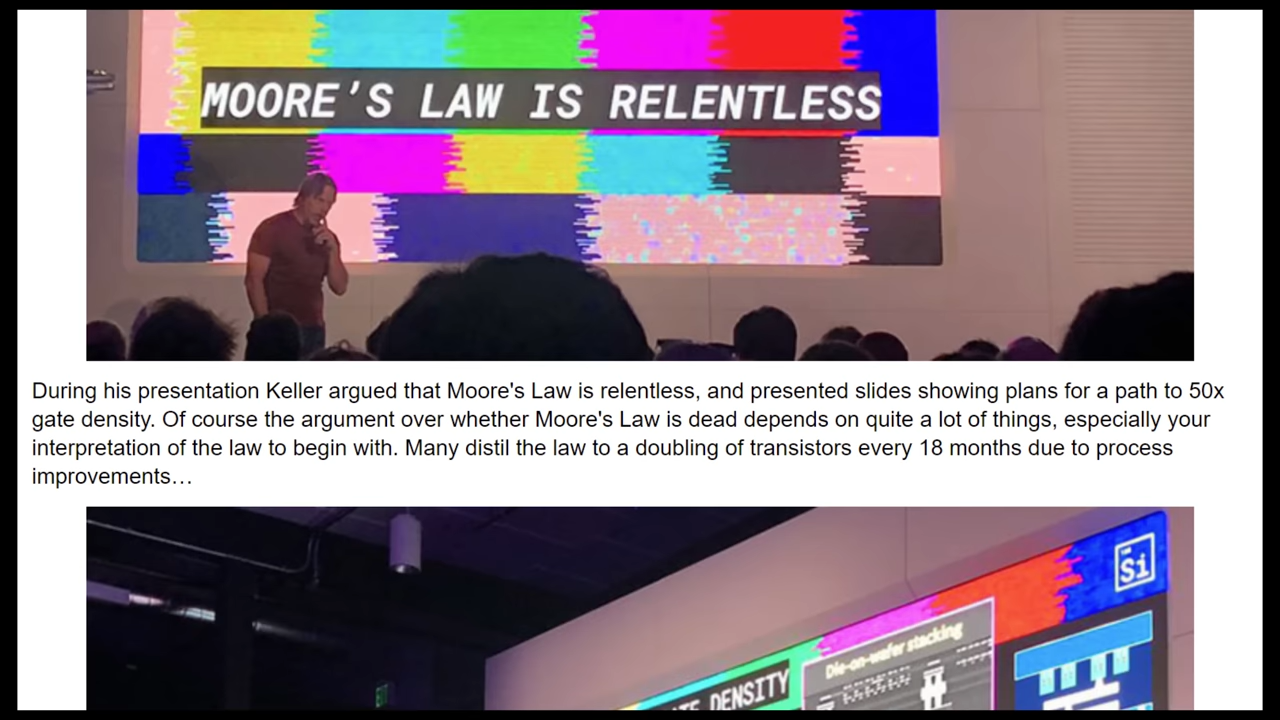 MOORE'S LAW IS RELENTLESS
During his presentation Keller argued that Moore's Law is relentless, and presented slides showing plans for a path to 50x
gate density. Of course the argument over whether Moore's Law is dead depends on quite a lot of things, especially your
interpretation of the law to begin with. Many distil the law to a doubling of transistors every 18 months due to process
improvements…
Si
Die-on-wafer stacking
DENSITY